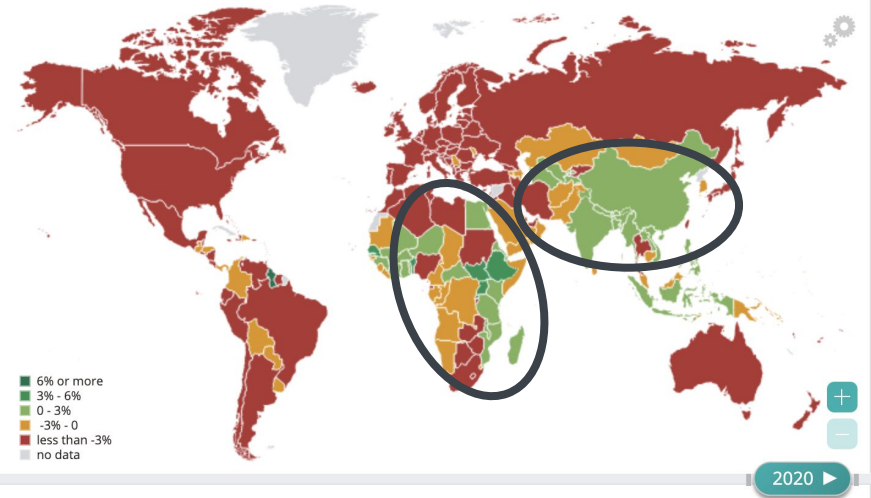 6% or more
3% - 6%
0 - 3%
-3% - 0
less than -3%
no data
+
−
2020